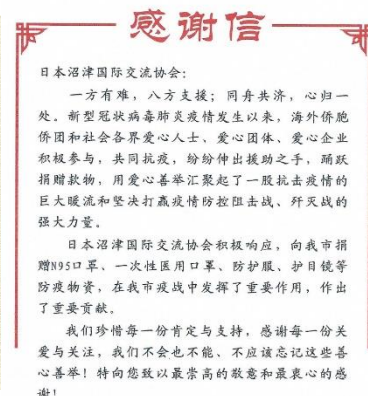 感谢信
日本沼津国际交流协会：
一方有难，八方支援；同舟共济，心归一
处。新型冠状病毒肺炎疫情发生以来，海外侨胞
侨团和社会各界爱心人士、爱心团体、爱心企业
积极参与，共同抗疫，纷纷伸出援助之手，踊跃
捐赠款物，用爱心善举汇聚起了一股抗击疫情的
巨大暖流和坚决打赢疫情防控阻击战、歼灭战的
强大力量。
日本沼津国际交流协会积极响应，向我市捐
赠N95口罩、一次性医用口罩、防护服、护目镜等
防疫物资，在我市疫战中发挥了重要作用，作出
了重要贡献。
我们珍惜每一份肯定与支持，感谢每一份关
爱与关注，我们不会也不能、不应该忘记这些善
心善举！特向您致以最崇高的敬意和最衷心的感
谢！